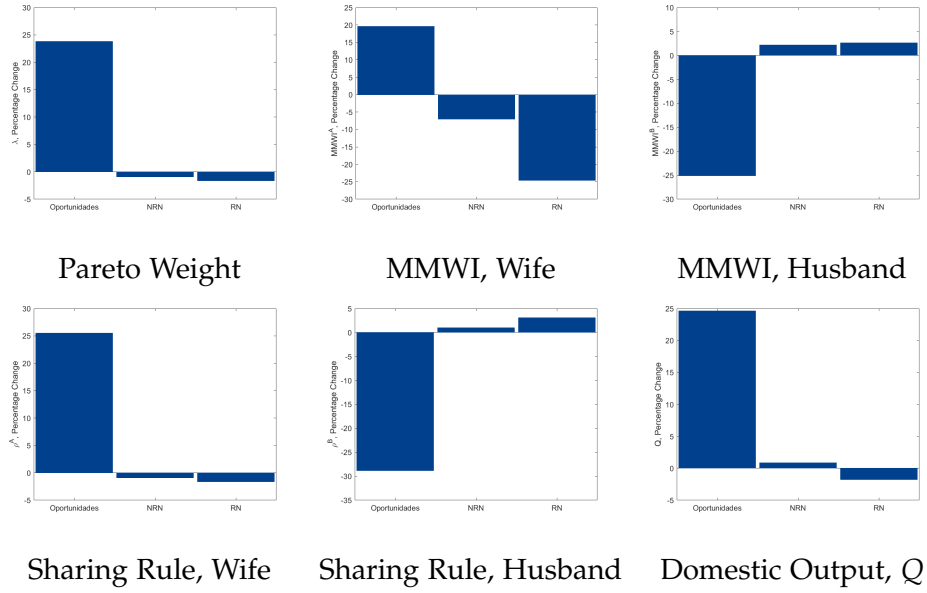 30
25
20
15
10
5
0
-5
λ, Percentage Change
Oportunidades NRN RN
Pareto Weight
25
20
15
10
5
0
-5
-10
-15
-20
-25
-30
MMWI^A, Percentage Change
Oportunidades NRN RN
MMWI, Wife
10
5
0
-5
-10
-15
-20
-25
-30
MMWI^B, Percentage Change
Oportunidades NRN RN
MMWI, Husband
30
25
20
15
10
5
0
-5
ρ^A, Percentage Change
Oportunidades NRN RN
Sharing Rule, Wife
5
0
-5
-10
-15
-20
-25
-30
-35
ρ^B, Percentage Change
Oportunidades NRN RN
Sharing Rule, Husband
25
20
15
10
5
0
-5
Q, Percentage Change
Oportunidades NRN RN
Domestic Output, Q